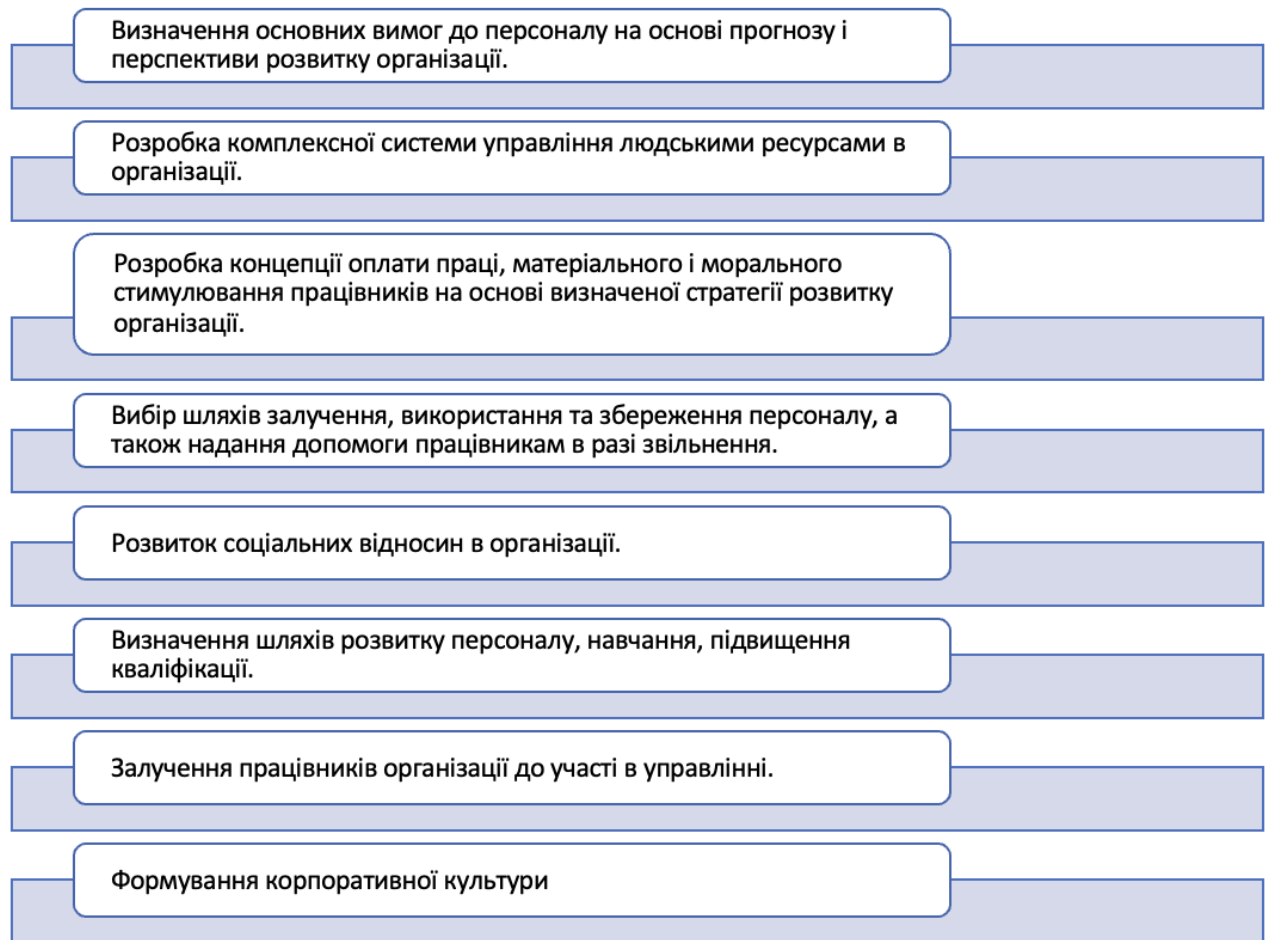 Визначення основних вимог до персоналу на основі прогнозу і
перспективи розвитку організації.
Розробка комплексної системи управління людськими ресурсами в
організації.
Розробка концепції оплати праці, матеріального і морального
стимулювання працівників на основі визначеної стратегії розвитку
організації.
Вибір шляхів залучення, використання та збереження персоналу, а
також надання допомоги працівникам в разі звільнення.
Розвиток соціальних відносин в організації.
Визначення шляхів розвитку персоналу, навчання, підвищення
кваліфікації.
Залучення працівників організації до участі в управлінні.
Формування корпоративної культури